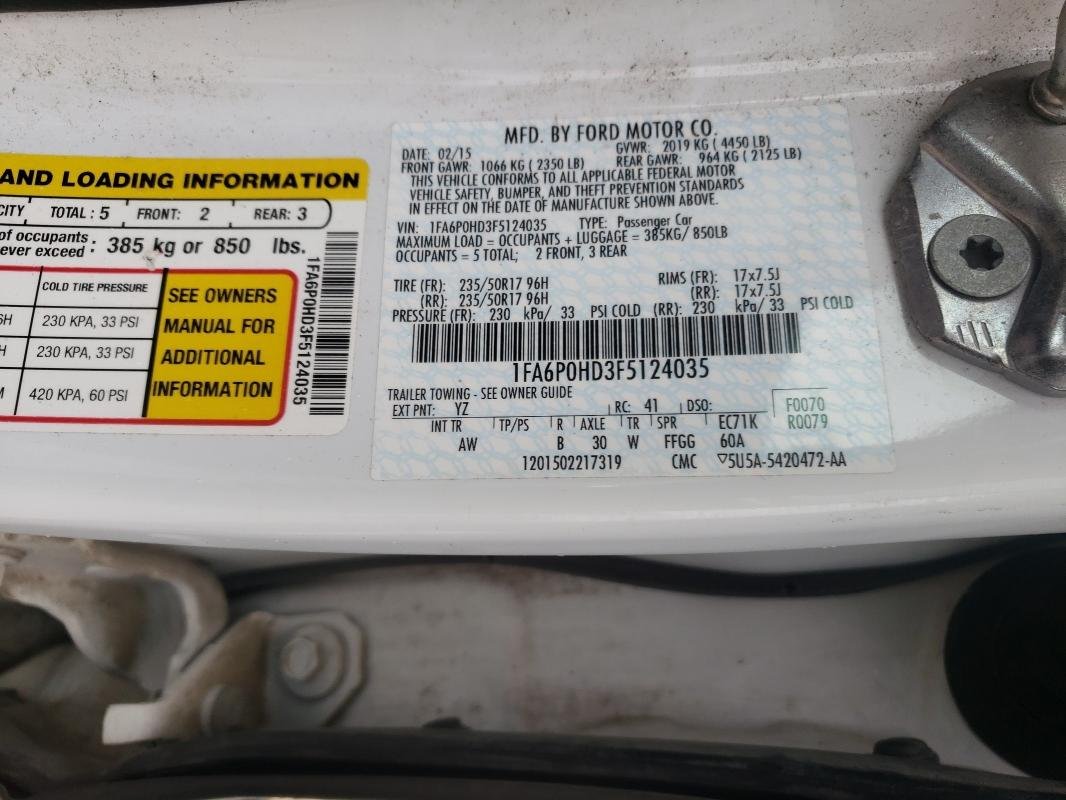 AND LOADING INFORMATION
CITY TOTAL : 5 FRONT: 2 REAR: 3
of occupants
ever exceed : 385 kg or 850 lbs.
COLD TIRE PRESSURE
6H 230 KPA, 33 PSI
H 230 KPA, 33 PSI
M 420 KPA, 60 PSI
SEE OWNERS
MANUAL FOR
ADDITIONAL
INFORMATION
1FA6P0HD3F5124035
MFD. BY FORD MOTOR CO.
DATE: 02/15 GVWR: 2019 KG ( 4450 LB)
FRONT GAWR: 1066 KG ( 2350 LB) REAR GAWR: 964 KG ( 2125 LB)
THIS VEHICLE CONFORMS TO ALL APPLICABLE FEDERAL MOTOR
VEHICLE SAFETY, BUMPER, AND THEFT PREVENTION STANDARDS
IN EFFECT ON THE DATE OF MANUFACTURE SHOWN ABOVE.
VIN: 1FA6P0HD3F5124035 TYPE: Passenger Car
MAXIMUM LOAD = OCCUPANTS + LUGGAGE = 385KG/ 850LB
OCCUPANTS = 5 TOTAL; 2 FRONT, 3 REAR
TIRE (FR): 235/50R17 96H RIMS (FR): 17x7.5J
(RR): 235/50R17 96H (RR): 17x7.5J
PRESSURE (FR): 230 kPa/ 33 PSI COLD (RR): 230 kPa/ 33 PSI COLD
1FA6P0HD3F5124035
TRAILER TOWING - SEE OWNER GUIDE
EXT PNT: YZ RC: 41 DSO: F0070
INT TR TP/PS R AXLE TR SPR EC71K R0079
AW B 30 W FFGG 60A
1201502217319 CMC ▽5U5A-5420472-AA